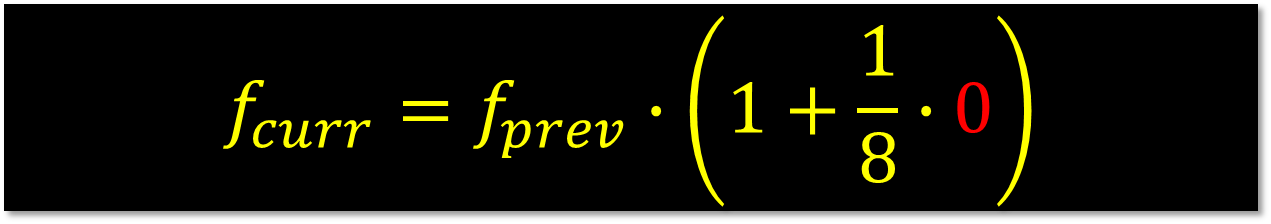 f_curr = f_prev · (1 + 1/8 · 0)